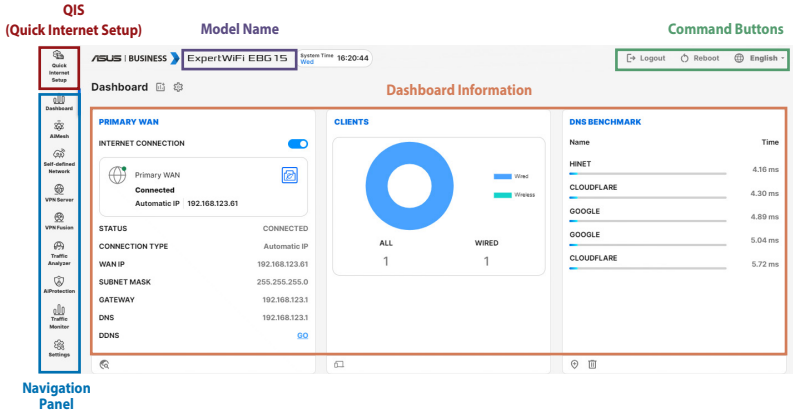 QIS
(Quick Internet Setup)
Model Name
Command Buttons
Quick
Internet
Setup
ASUS | BUSINESS
ExpertWiFi EBG15
System Time
Wed
16:20:44
Logout
Reboot
English
Dashboard
Dashboard Information
Dashboard
AiMesh
Self-defined
Network
VPN Server
VPN Fusion
Traffic
Analyzer
AiProtection
Traffic
Monitor
Settings
PRIMARY WAN
INTERNET CONNECTION
Primary WAN
Connected
Automatic IP 192.168.123.61
STATUS CONNECTED
CONNECTION TYPE Automatic IP
WAN IP 192.168.123.61
SUBNET MASK 255.255.255.0
GATEWAY 192.168.123.1
DNS 192.168.123.1
DDNS GO
CLIENTS
Wired
Wireless
ALL WIRED
1 1
DNS BENCHMARK
Name Time
HINET
4.16 ms
CLOUDFLARE
4.30 ms
GOOGLE
4.89 ms
GOOGLE
5.04 ms
CLOUDFLARE
5.72 ms
Navigation
Panel